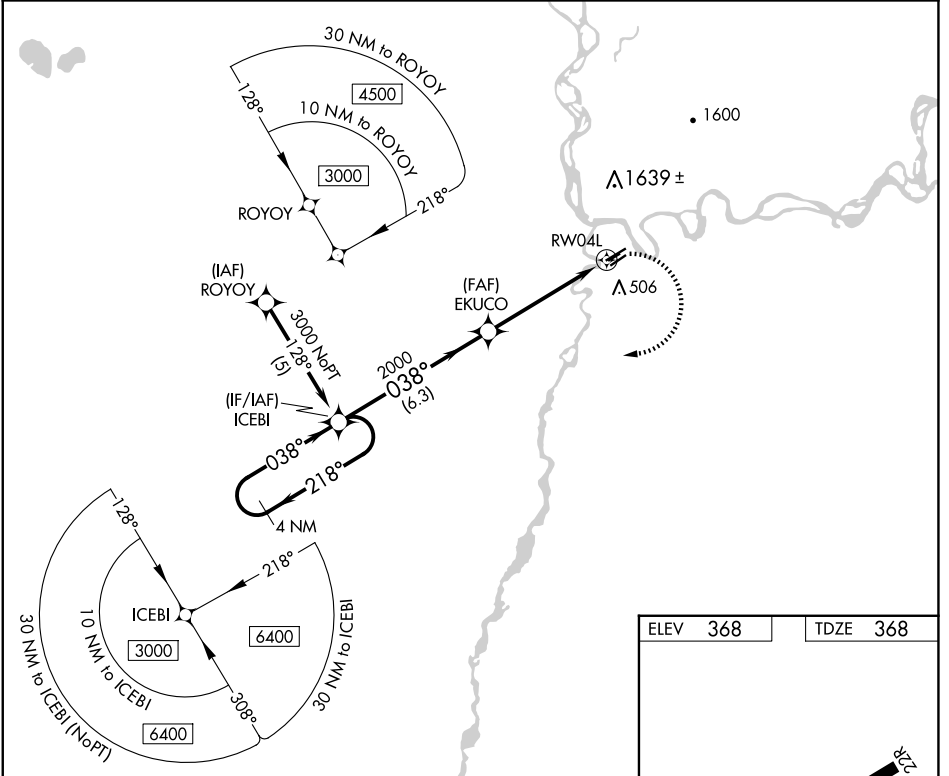 30 NM to ROYOY
4500
128°
10 NM to ROYOY
3000
218°
ROYOY
1600
1639 ±
RW04L
506
(IAF)
ROYOY
3000 NoPT
128°
(5)
(FAF)
EKUCO
2000
038°
(6.3)
(IF/IAF)
ICEBI
038°
218°
4 NM
128°
218°
ICEBI
3000
10 NM to ICEBI
6400
30 NM to ICEBI
308°
30 NM to ICEBI (NoPT)
6400
ELEV 368
TDZE 368
22R